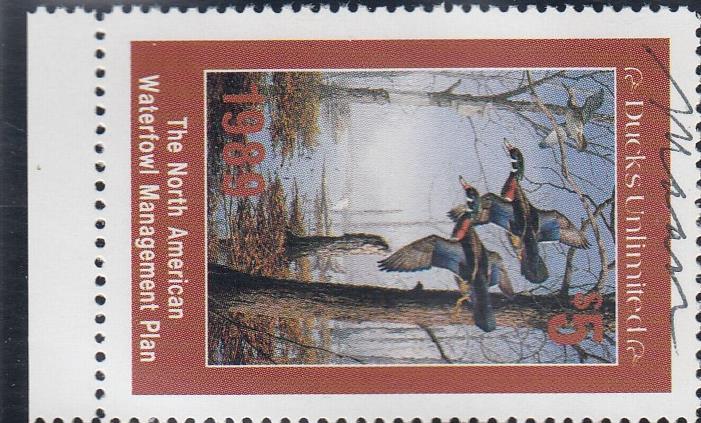 Ducks Unlimited
$5
1989
The North American
Waterfowl Management Plan